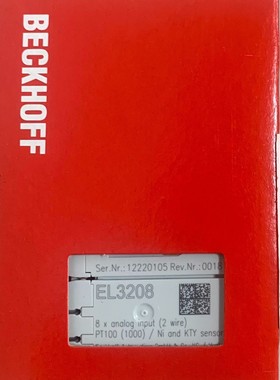 BECKHOFF
Ser.Nr.: 12220105 Rev.Nr.: 0018
EL3208
8 x analog input (2 wire)
PT100 (1000) / Ni and KTY sensor